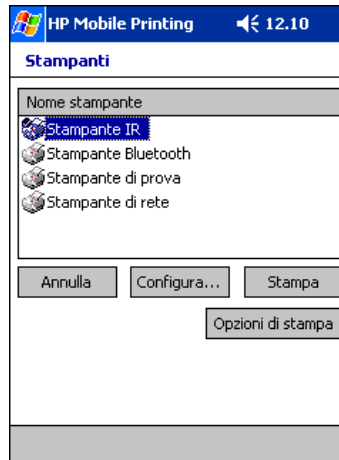 HP Mobile Printing 12.10
Stampanti
Nome stampante
Stampante IR
Stampante Bluetooth
Stampante di prova
Stampante di rete
Annulla Configura... Stampa
Opzioni di stampa